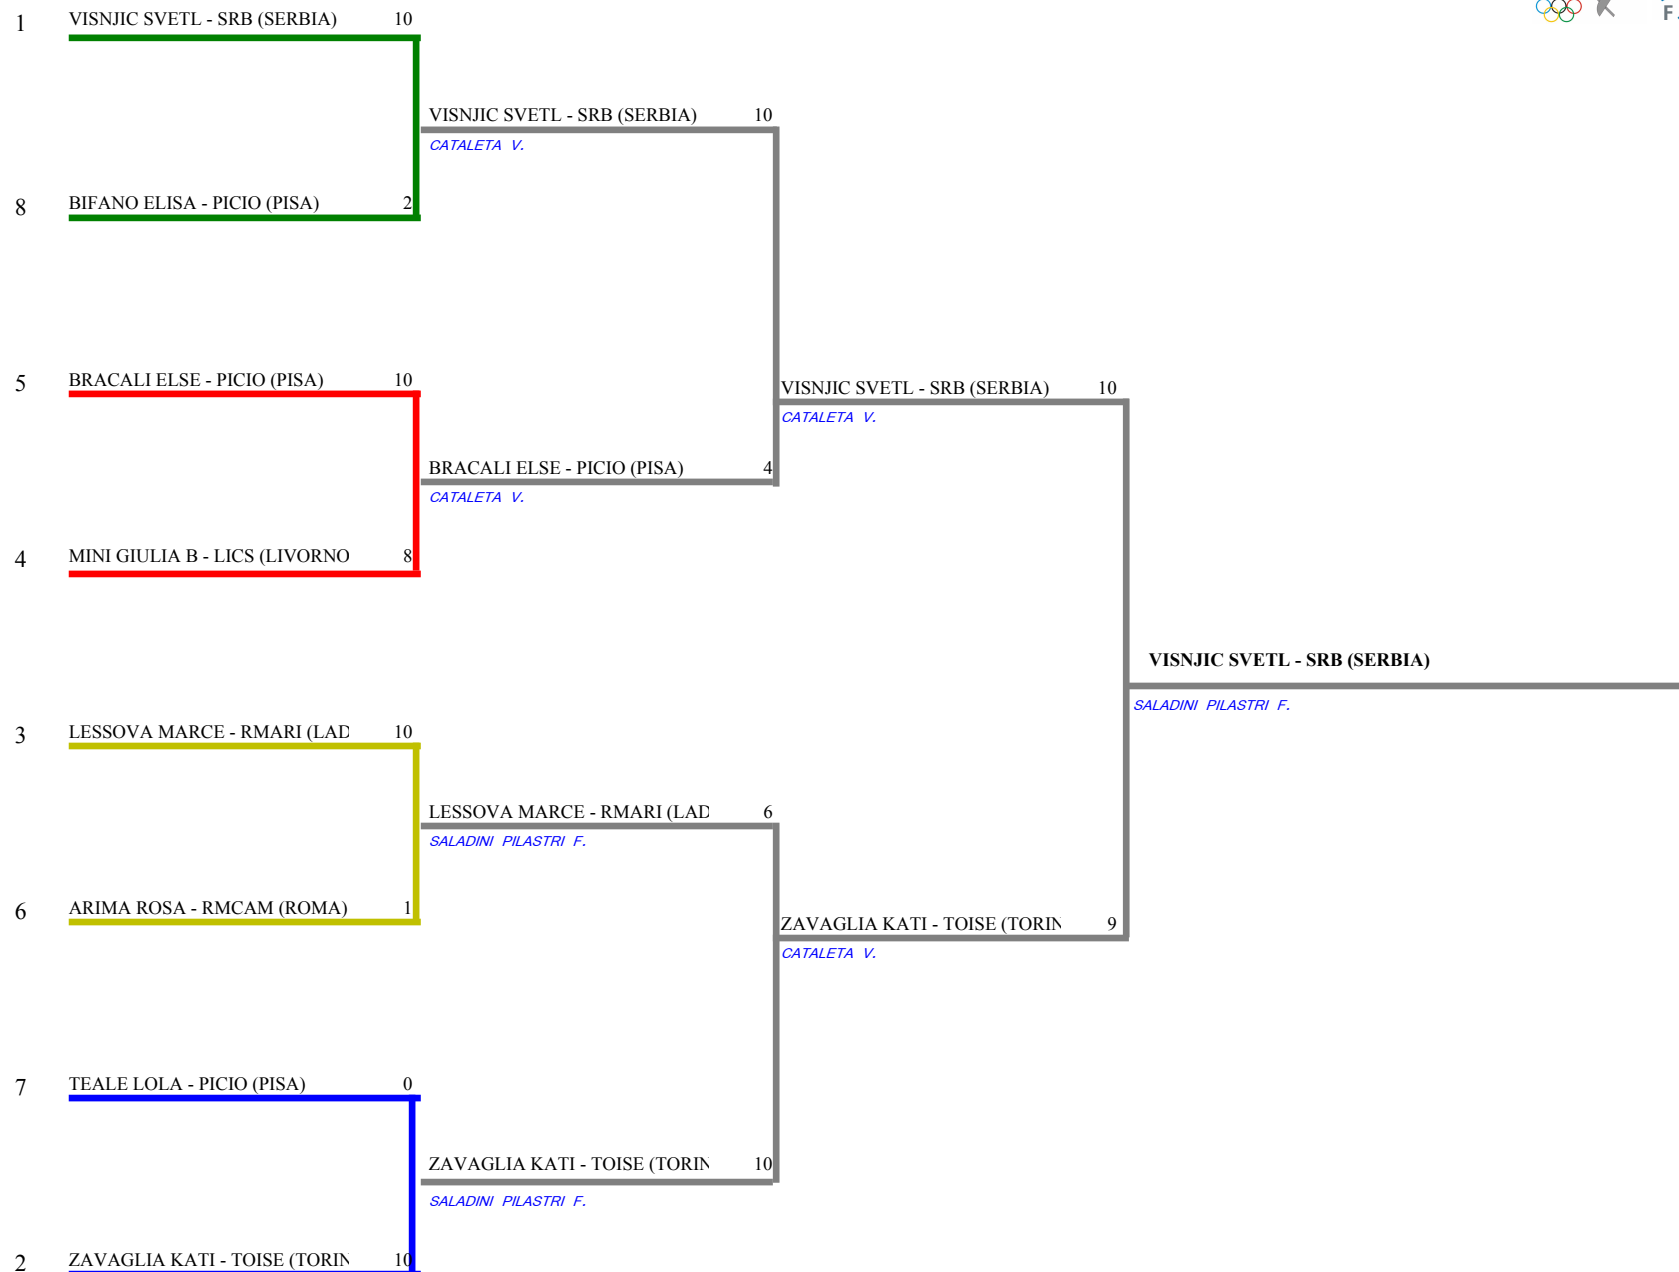 1 VISNJIC SVETL - SRB (SERBIA) 10
F
VISNJIC SVETL - SRB (SERBIA) 10
CATALETA V.
8 BIFANO ELISA - PICIO (PISA) 2
5 BRACALI ELSE - PICIO (PISA) 10
VISNJIC SVETL - SRB (SERBIA) 10
CATALETA V.
BRACALI ELSE - PICIO (PISA) 4
CATALETA V.
4 MINI GIULIA B - LICS (LIVORNO 8
VISNJIC SVETL - SRB (SERBIA)
SALADINI PILASTRI F.
3 LESSOVA MARCE - RMARI (LAD 10
LESSOVA MARCE - RMARI (LAD 6
SALADINI PILASTRI F.
6 ARIMA ROSA - RMCAM (ROMA) 1
ZAVAGLIA KATI - TOISE (TORIN 9
CATALETA V.
7 TEALE LOLA - PICIO (PISA) 0
ZAVAGLIA KATI - TOISE (TORIN 10
SALADINI PILASTRI F.
2 ZAVAGLIA KATI - TOISE (TORIN 10